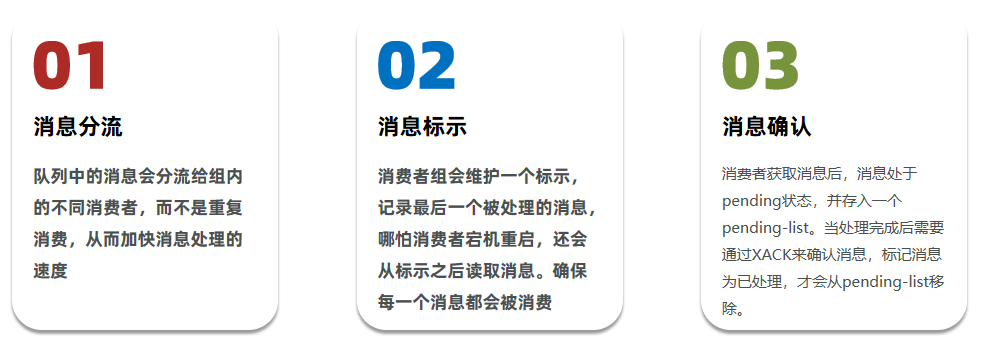 01
消息分流
队列中的消息会分流给组内
的不同消费者，而不是重复
消费，从而加快消息处理的
速度
02
消息标示
消费者组会维护一个标示，
记录最后一个被处理的消息，
哪怕消费者宕机重启，还会
从标示之后读取消息。确保
每一个消息都会被消费
03
消息确认
消费者获取消息后，消息处于
pending状态，并存入一个
pending-list。当处理完成后需要
通过XACK来确认消息，标记消息
为已处理，才会从pending-list移
除。